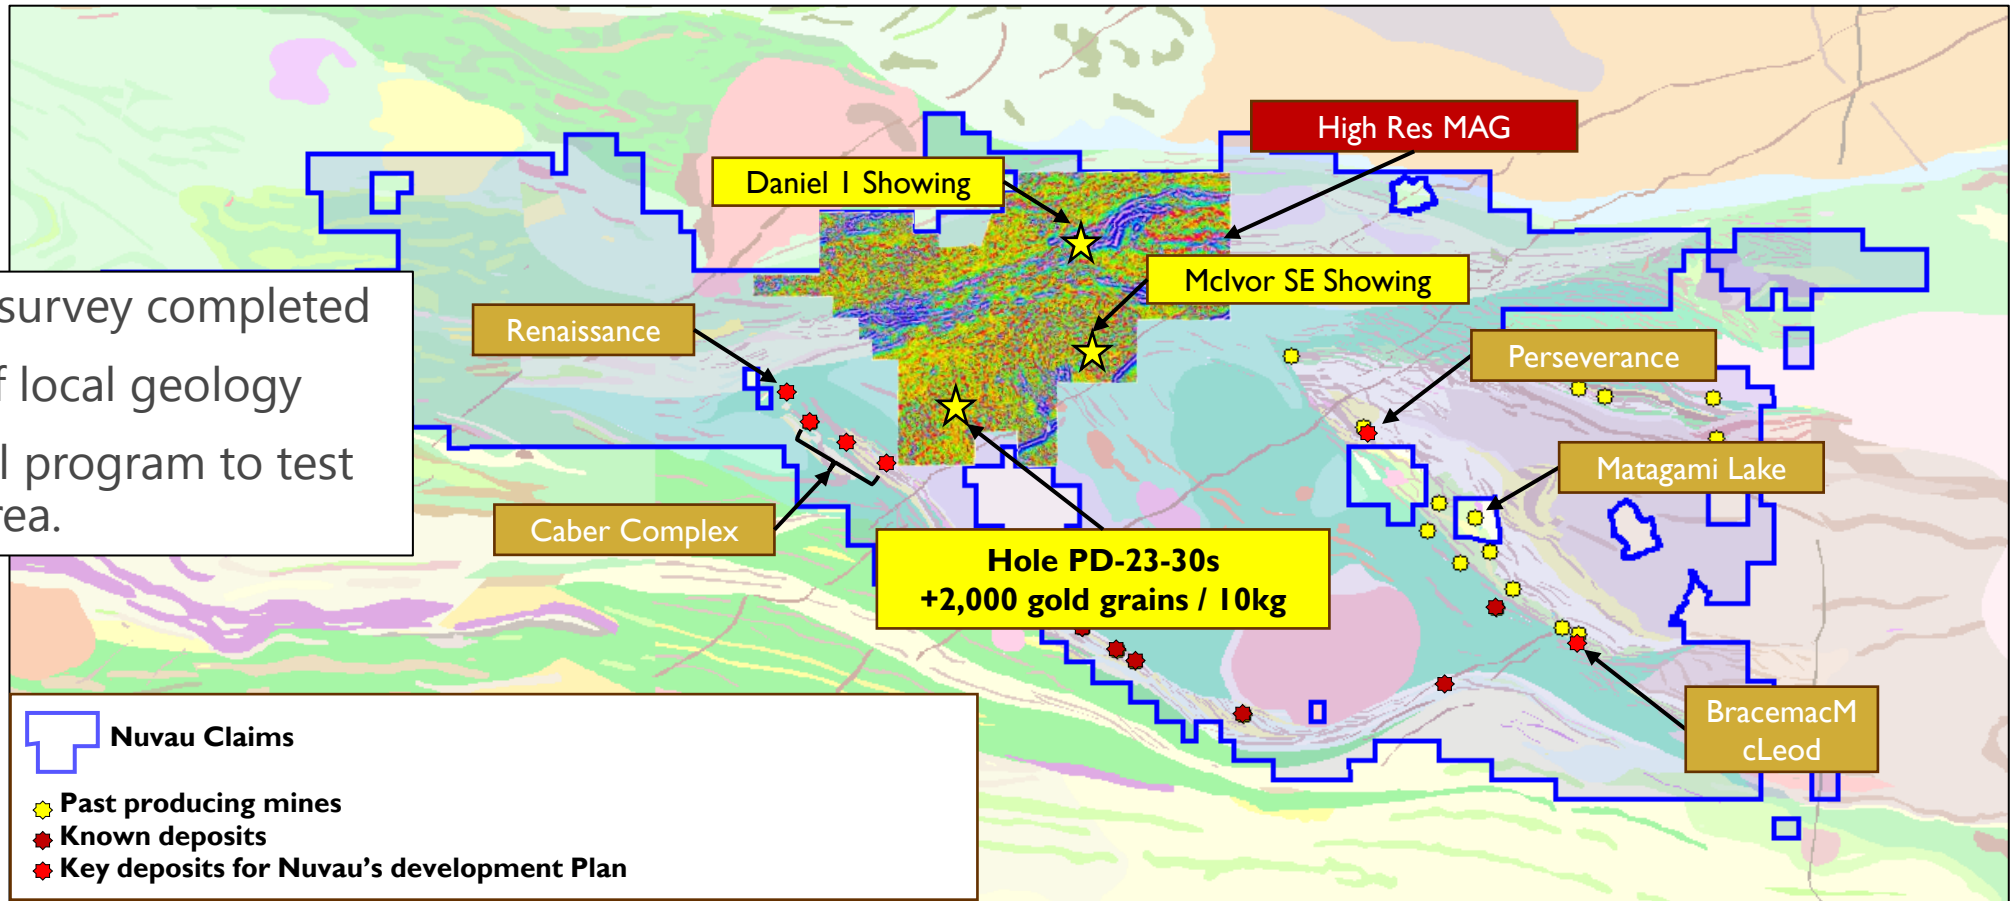 High Res MAG
Daniel 1 Showing
McIvor SE Showing
survey completed
local geology
program to test
Renaissance
Perseverance
Matagami Lake
Caber Complex
Hole PD-23-30s
+2,000 gold grains / 10kg
BracemacM
cLeod
Nuvau Claims
Past producing mines
Known deposits
Key deposits for Nuvau's development Plan